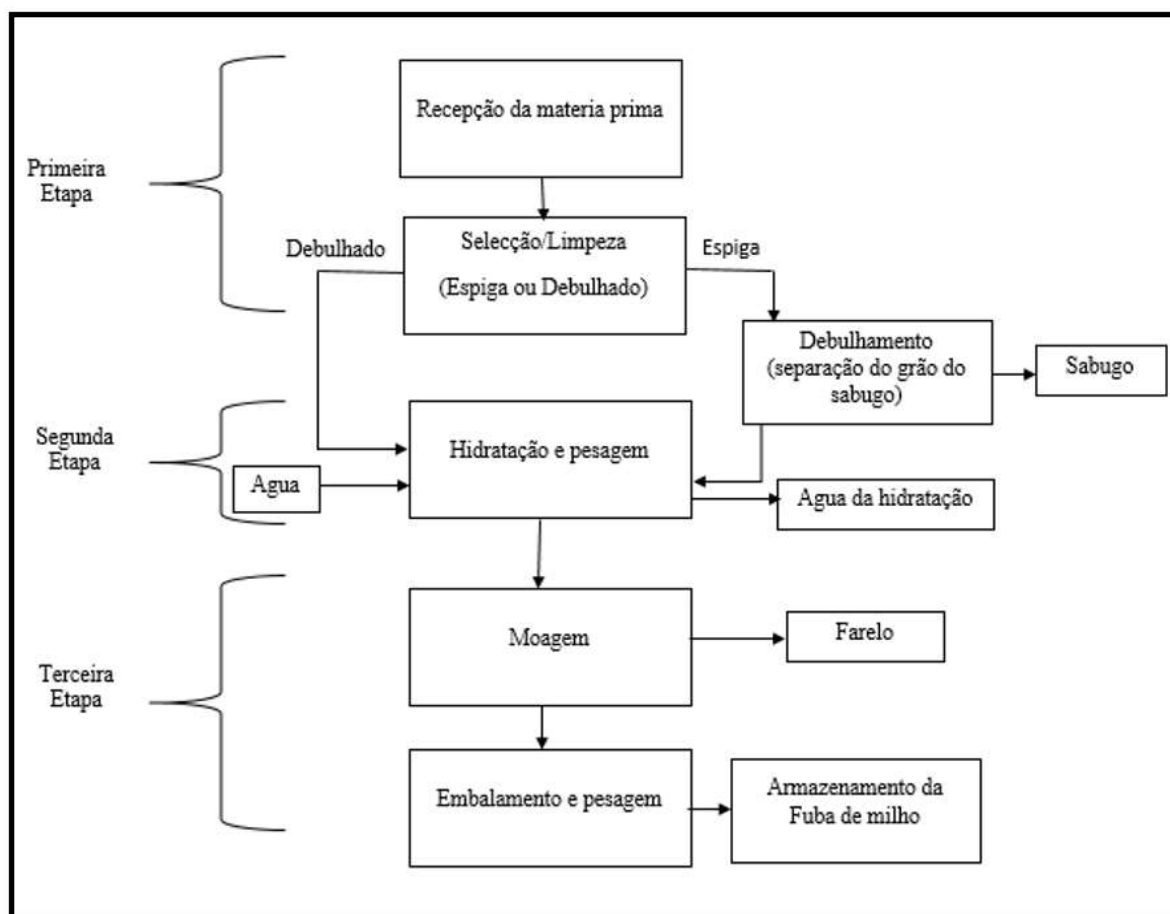 Recepção da materia prima
Primeira
Etapa
Debulhado
Selecção/Limpeza
(Espiga ou Debulhado)
Espiga
Debulhamento
(separação do grão do
sabugo)
Sabugo
Segunda
Etapa
Hidratação e pesagem
Agua
Agua da hidratação
Moagem
Farelo
Terceira
Etapa
Embalamento e pesagem
Armazenamento da
Fuba de milho